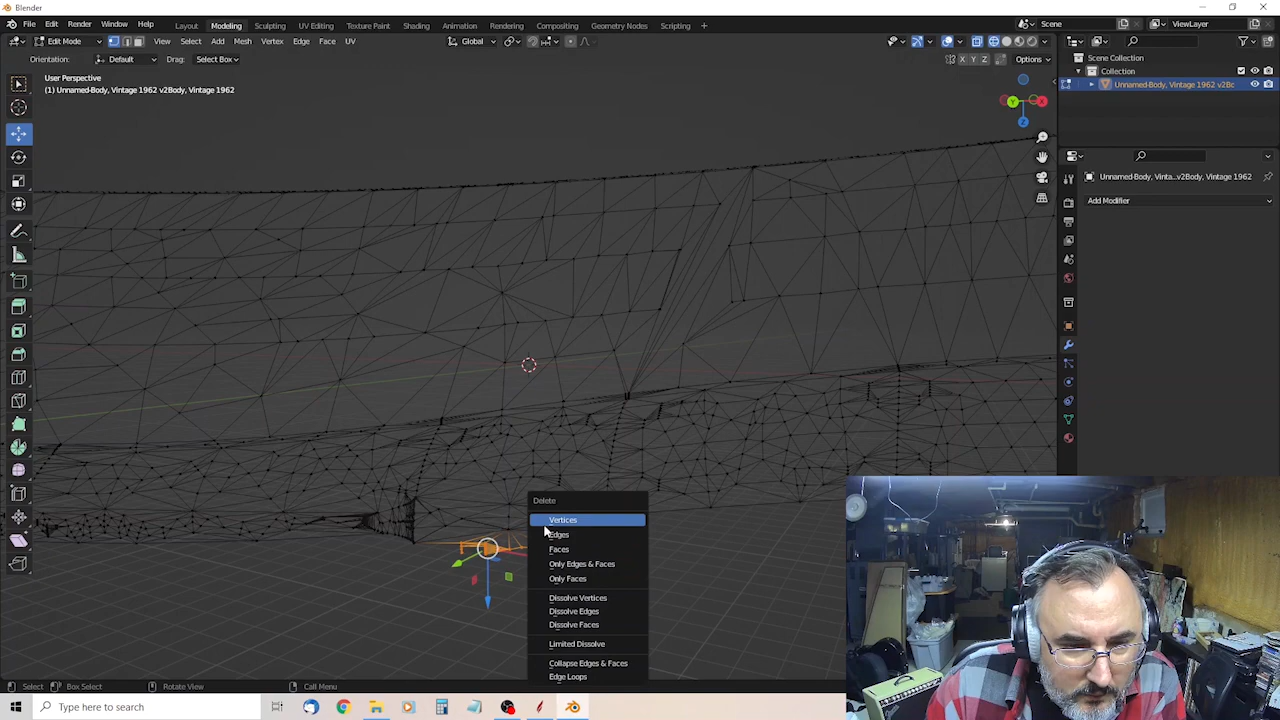 Blender
File Edit Render Window Help Layout Modeling Sculpting UV Editing Texture Paint Shading Animation Rendering Compositing Geometry Nodes Scripting + Scene ViewLayer
Edit Mode View Select Add Mesh Vertex Edge Face UV Global
Orientation: Default Drag: Select Box X Y Z Options
Scene Collection
Collection
Unnamed-Body, Vintage 1962 v2Bc
User Perspective
(1) Unnamed-Body, Vintage 1962 v2Body, Vintage 1962
Y X Z
Unnamed-Body, Vinta...v2Body, Vintage 1962
Add Modifier
Delete
Vertices
Edges
Faces
Only Edges & Faces
Only Faces
Dissolve Vertices
Dissolve Edges
Dissolve Faces
Limited Dissolve
Collapse Edges & Faces
Edge Loops
Select Box Select Rotate View Call Menu
Type here to search